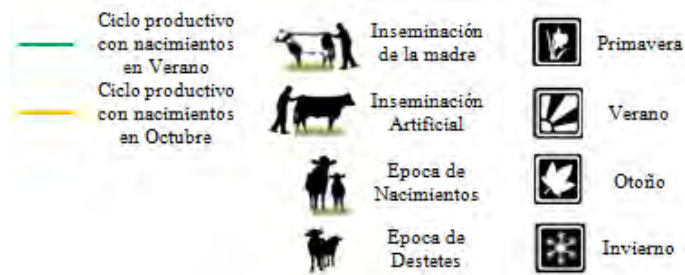 Ciclo productivo
con nacimientos
en Verano
Ciclo productivo
con nacimientos
en Octubre
Inseminación
de la madre
Inseminación
Artificial
Epoca de
Nacimientos
Epoca de
Destetes
Primavera
Verano
Otoño
Invierno